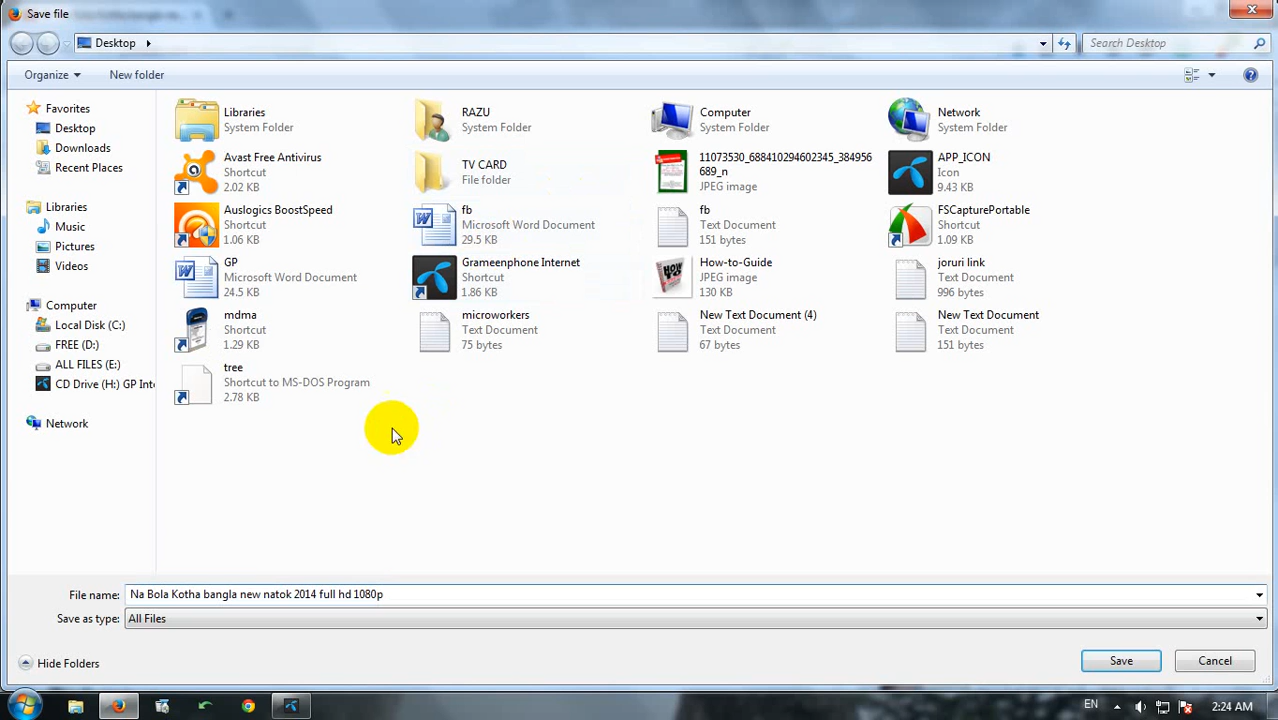 Save file
Desktop
Search Desktop
Organize
New folder
Favorites
Desktop
Downloads
Recent Places
Libraries
Music
Pictures
Videos
Computer
Local Disk (C:)
FREE (D:)
ALL FILES (E:)
CD Drive (H:) GP Int
Network
Libraries
System Folder
RAZU
System Folder
Computer
System Folder
Network
System Folder
Avast Free Antivirus
Shortcut
2.02 KB
TV CARD
File folder
11073530_688410294602345_384956
689_n
JPEG image
APP_ICON
Icon
9.43 KB
Auslogics BoostSpeed
Shortcut
1.06 KB
fb
Microsoft Word Document
29.5 KB
fb
Text Document
151 bytes
FSCapturePortable
Shortcut
1.09 KB
GP
Microsoft Word Document
24.5 KB
Grameenphone Internet
Shortcut
1.86 KB
How-to-Guide
JPEG image
130 KB
joruri link
Text Document
996 bytes
mdma
Shortcut
1.29 KB
microworkers
Text Document
75 bytes
New Text Document (4)
Text Document
67 bytes
New Text Document
Text Document
151 bytes
tree
Shortcut to MS-DOS Program
2.78 KB
File name: Na Bola Kotha bangla new natok 2014 full hd 1080p
Save as type: All Files
Hide Folders
Save
Cancel
EN
2:24 AM